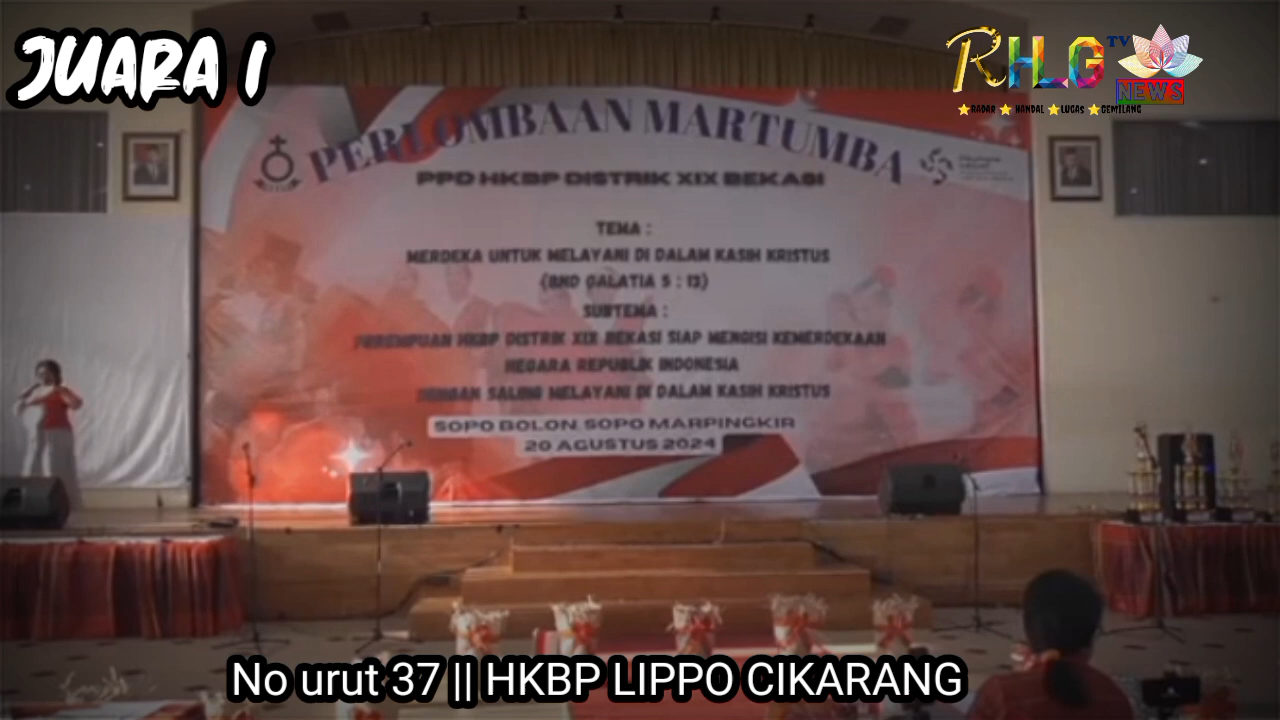 JUARA I
RHLG TV
NEWS
RADAR HANDAL LUGAS GEMILANG
PERLOMBAAN MARTUMBA
PPD HKBP DISTRIK XIX BEKASI
TEMA :
MERDEKA UNTUK MELAYANI DI DALAM KASIH KRISTUS
(BND GALATIA 5 : 13)
SUBTEMA :
PEREMPUAN HKBP DISTRIK XIX BEKASI SIAP MENGISI KEMERDEKAAN
NEGARA REPUBLIK INDONESIA
DENGAN SALING MELAYANI DI DALAM KASIH KRISTUS
SOPO BOLON, SOPO MARPINGKIR
20 AGUSTUS 2024
No urut 37 || HKBP LIPPO CIKARANG